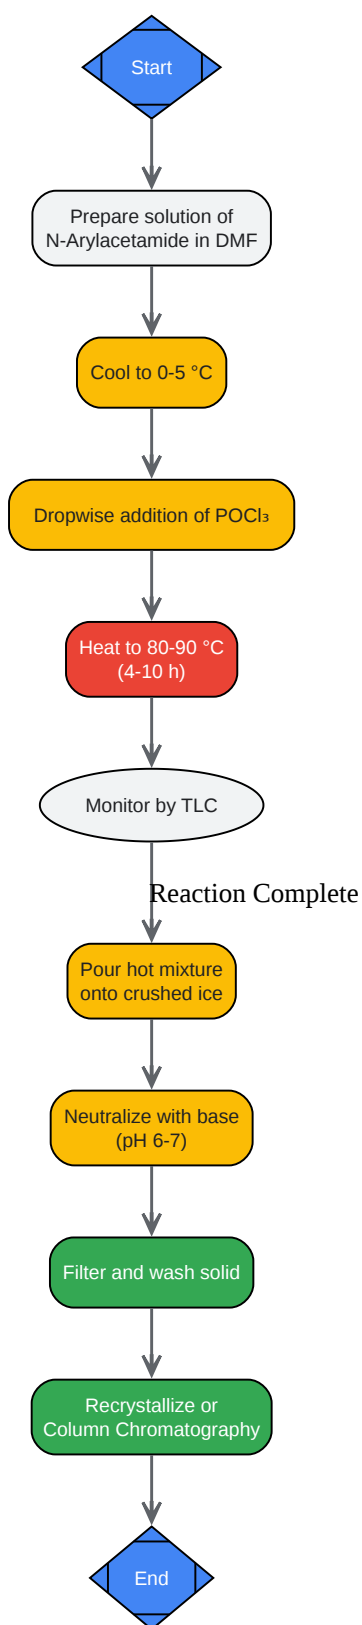 Start
Prepare solution of
N-Arylacetamide in DMF
Cool to 0-5 °C
Dropwise addition of POCl₃
Heat to 80-90 °C
(4-10 h)
Monitor by TLC
Reaction Complete
Pour hot mixture
onto crushed ice
Neutralize with base
(pH 6-7)
Filter and wash solid
Recrystallize or
Column Chromatography
End